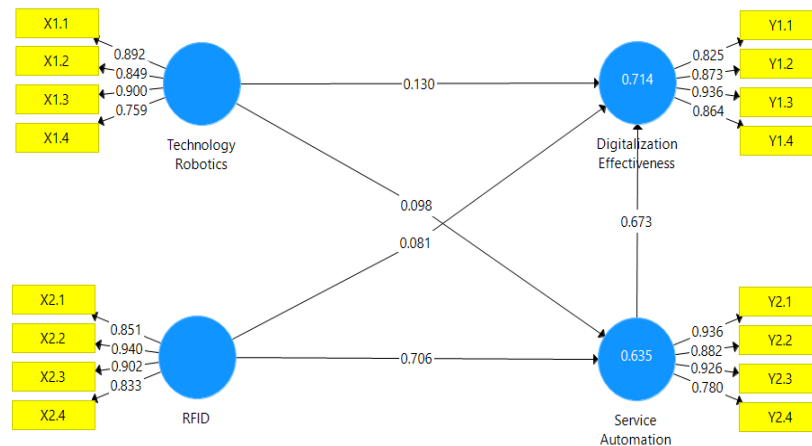 X1.1
X1.2
X1.3
X1.4
0.892
0.849
0.900
0.759
Technology
Robotics
0.130
0.714
Digitalization
Effectiveness
0.825
0.873
0.936
0.864
Y1.1
Y1.2
Y1.3
Y1.4
0.098
0.081
0.673
X2.1
X2.2
X2.3
X2.4
0.851
0.940
0.902
0.833
RFID
0.706
0.635
Service
Automation
0.936
0.882
0.926
0.780
Y2.1
Y2.2
Y2.3
Y2.4